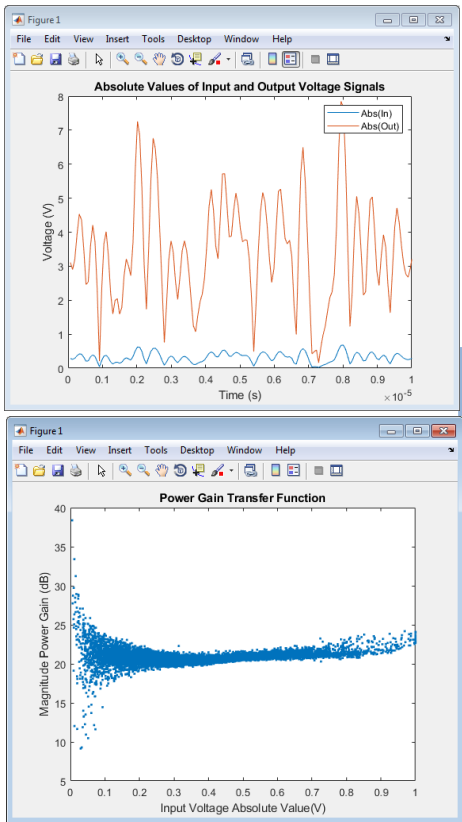 Figure 1
File Edit View Insert Tools Desktop Window Help
Absolute Values of Input and Output Voltage Signals
Abs(In)
Abs(Out)
Voltage (V)
8
7
6
5
4
3
2
1
0
0 0.1 0.2 0.3 0.4 0.5 0.6 0.7 0.8 0.9 1
Time (s)
×10^-5
Figure 1
File Edit View Insert Tools Desktop Window Help
Power Gain Transfer Function
Magnitude Power Gain (dB)
40
35
30
25
20
15
10
5
0 0.1 0.2 0.3 0.4 0.5 0.6 0.7 0.8 0.9 1
Input Voltage Absolute Value(V)